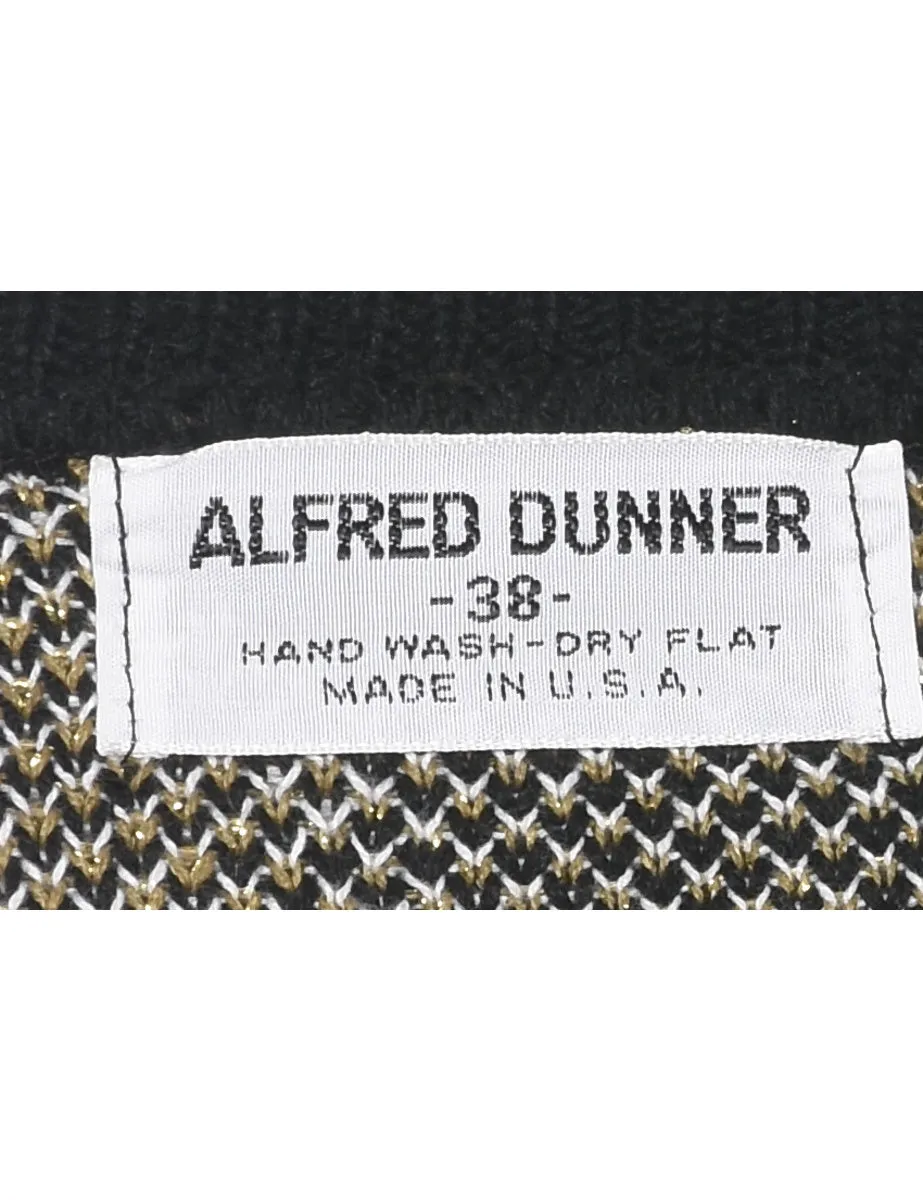 ALFRED DUNNER
-38-
HAND WASH-DRY FLAT
MADE IN U.S.A.